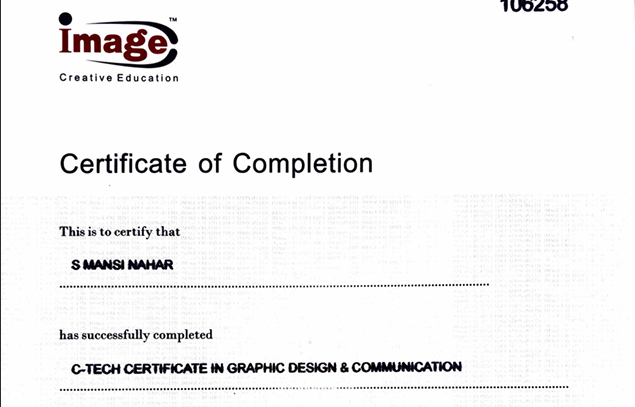 106258
Image™
Creative Education
Certificate of Completion
This is to certify that
S MANSI NAHAR
has successfully completed
C-TECH CERTIFICATE IN GRAPHIC DESIGN & COMMUNICATION